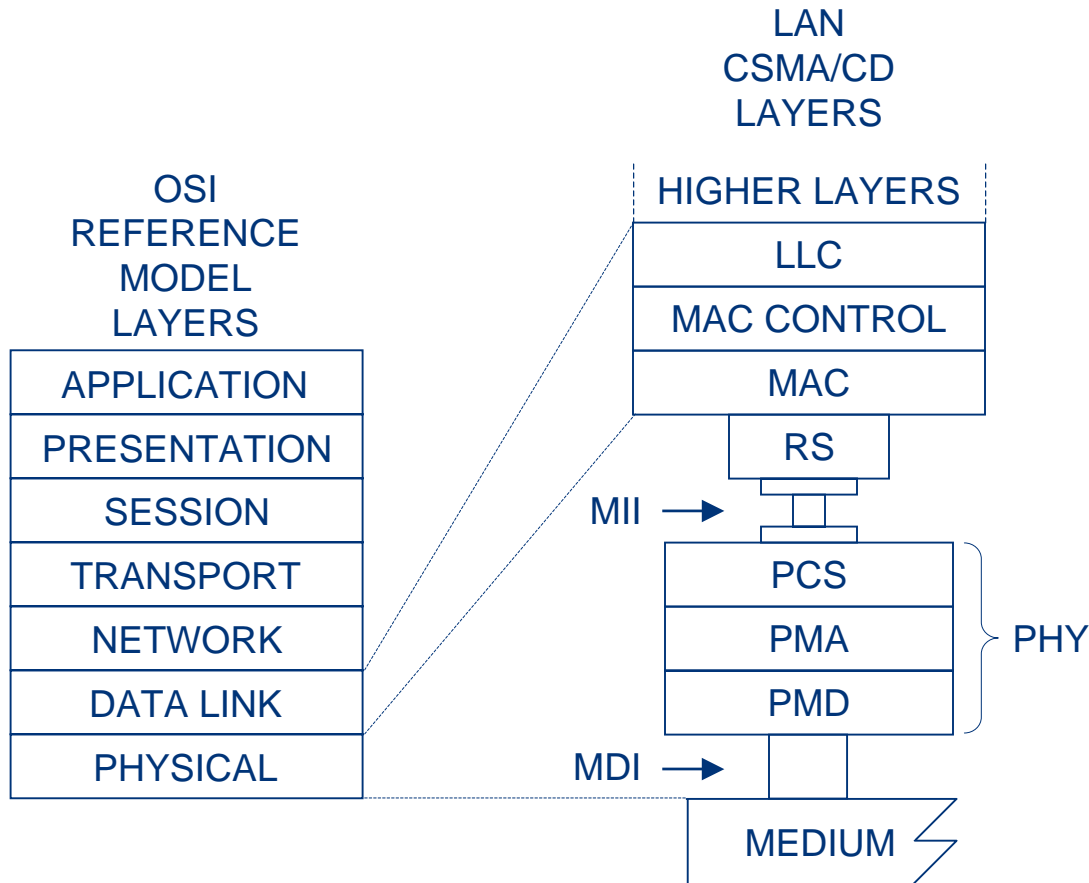 LAN
CSMA/CD
LAYERS
OSI
REFERENCE
MODEL
LAYERS
APPLICATION
PRESENTATION
SESSION
TRANSPORT
NETWORK
DATA LINK
PHYSICAL
HIGHER LAYERS
LLC
MAC CONTROL
MAC
RS
MII
PCS
PMA
PMD
PHY
MDI
MEDIUM